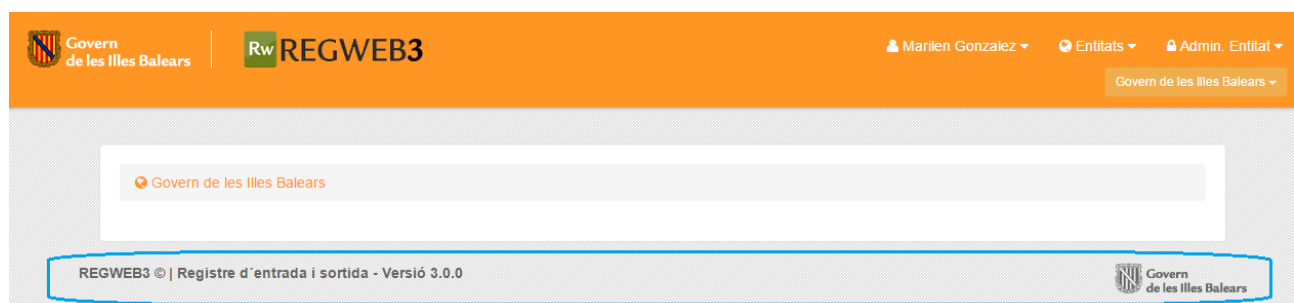 Govern
de les Illes Balears
Rw REGWEB3
Marilen Gonzalez
Entitats
Admin. Entitat
Govern de les Illes Balears
Govern de les Illes Balears
REGWEB3 © | Registre d´entrada i sortida - Versió 3.0.0
Govern
de les Illes Balears